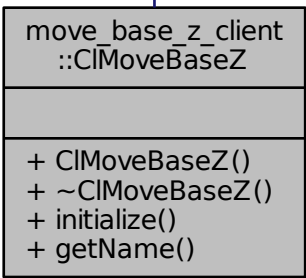 move_base_z_client
::ClMoveBaseZ
+ ClMoveBaseZ()
+ ~ClMoveBaseZ()
+ initialize()
+ getName()